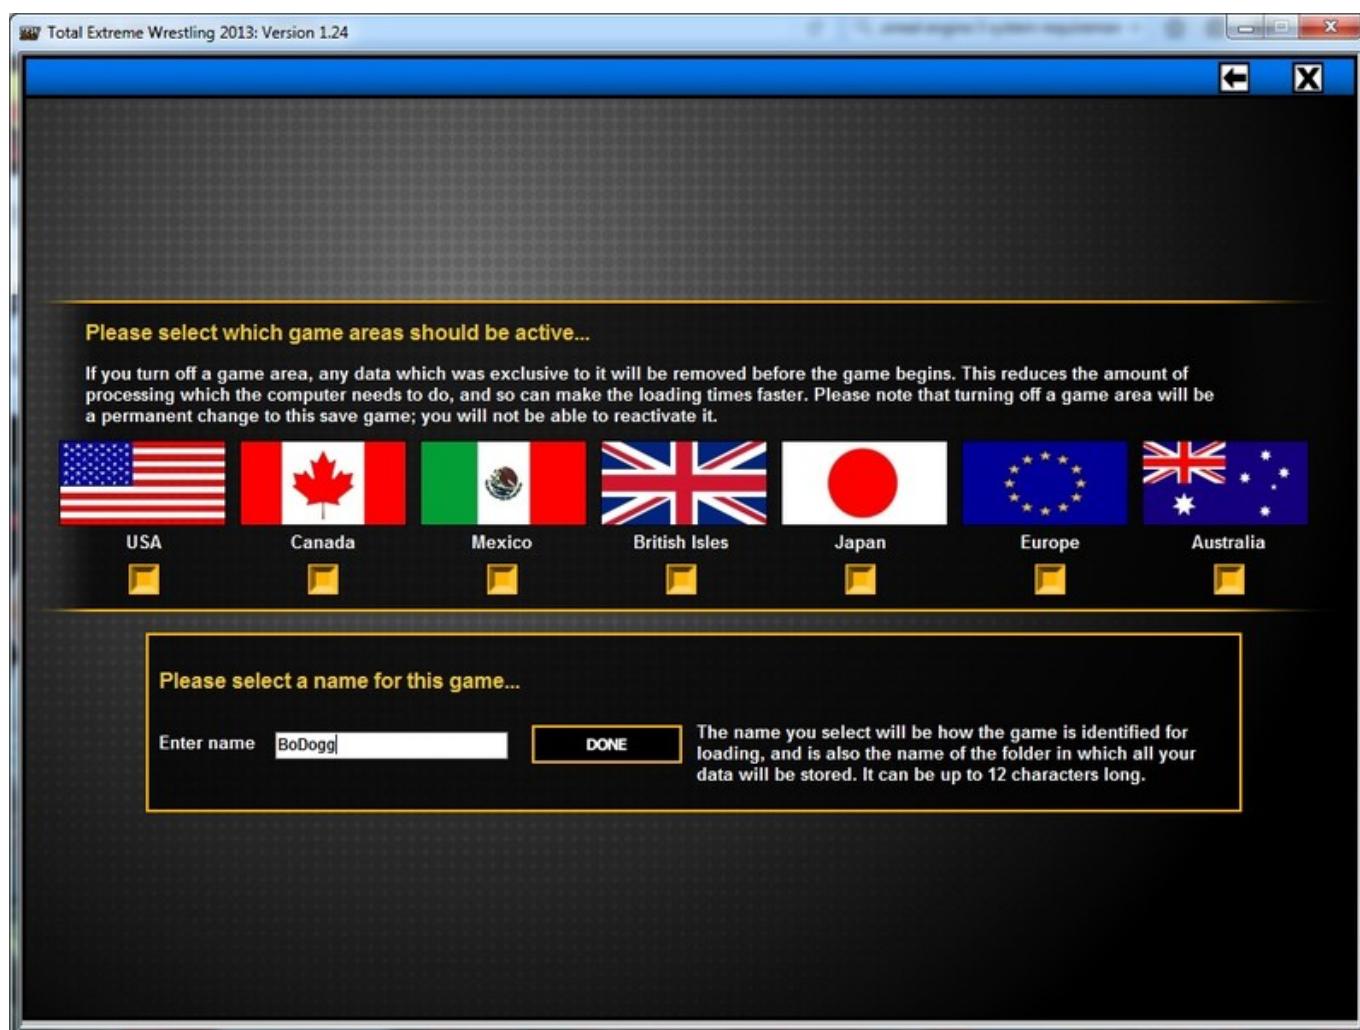 Total Extreme Wrestling 2013: Version 1.24
Please select which game areas should be active...
If you turn off a game area, any data which was exclusive to it will be removed before the game begins. This reduces the amount of
processing which the computer needs to do, and so can make the loading times faster. Please note that turning off a game area will be
a permanent change to this save game; you will not be able to reactivate it.
USA Canada Mexico British Isles Japan Europe Australia
Please select a name for this game...
Enter name BoDogg DONE
The name you select will be how the game is identified for
loading, and is also the name of the folder in which all your
data will be stored. It can be up to 12 characters long.